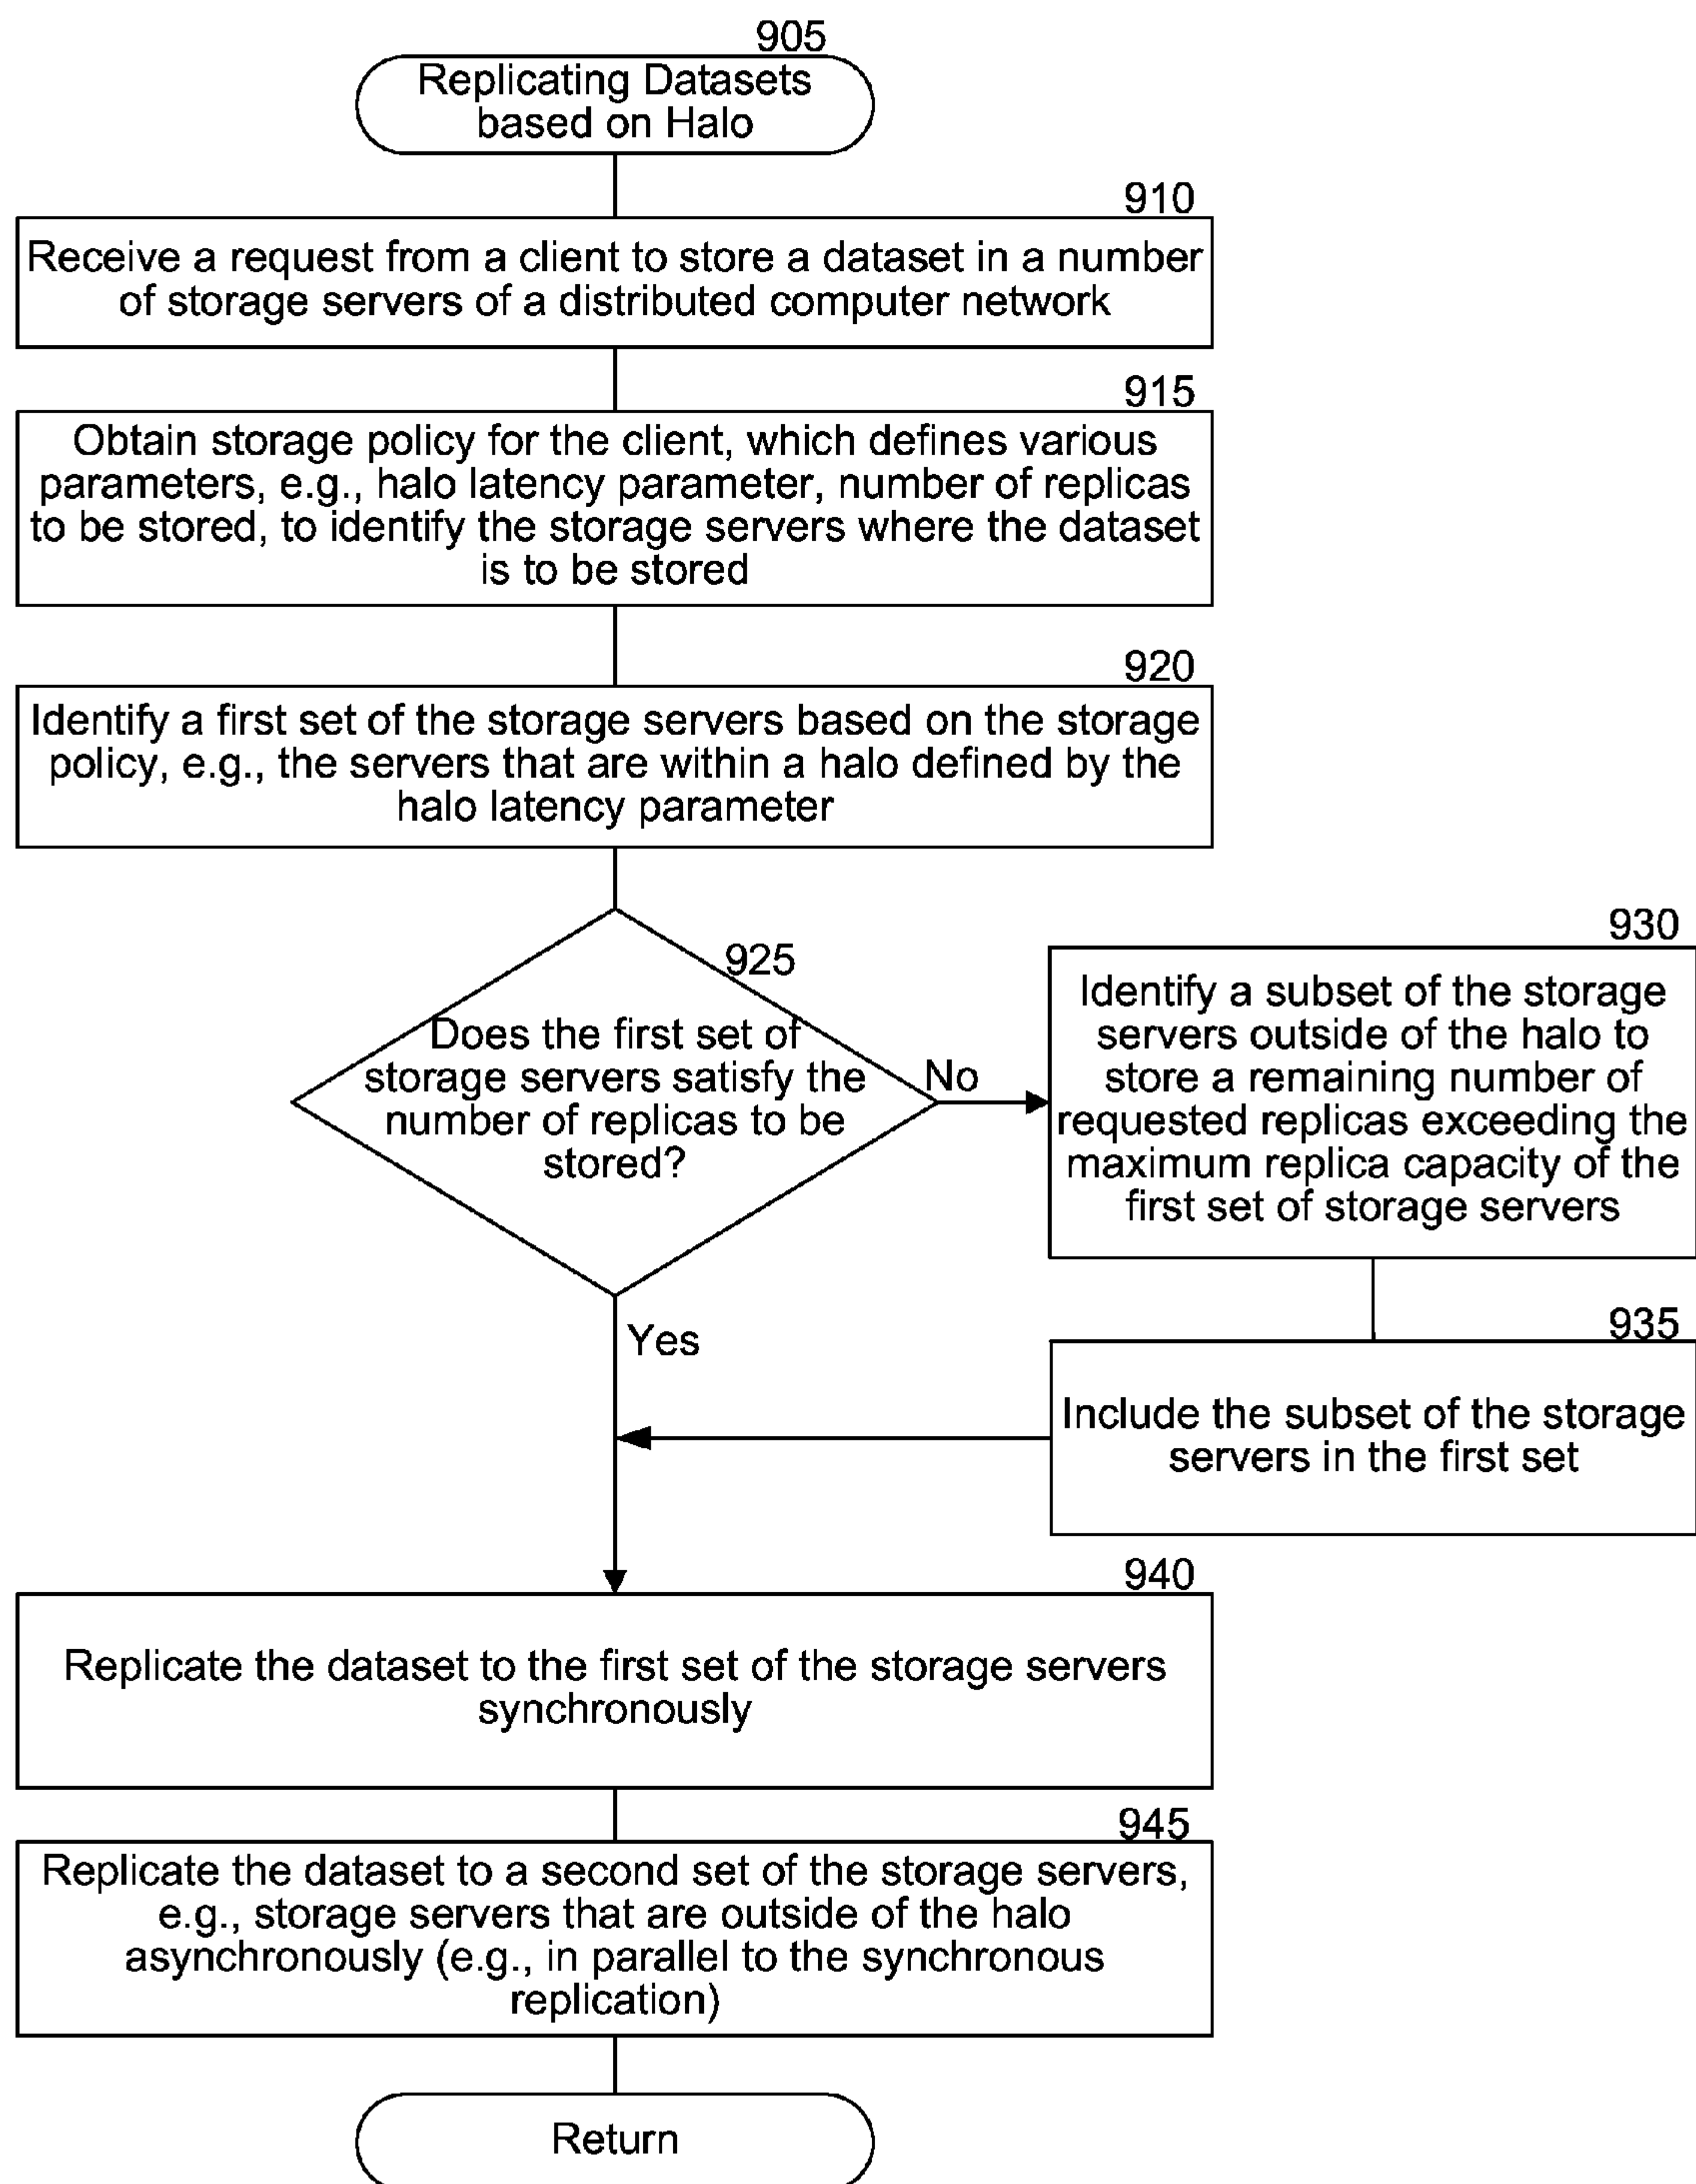 905
Replicating Datasets
based on Halo
910
Receive a request from a client to store a dataset in a number
of storage servers of a distributed computer network
915
Obtain storage policy for the client, which defines various
parameters, e.g., halo latency parameter, number of replicas
to be stored, to identify the storage servers where the dataset
is to be stored
920
Identify a first set of the storage servers based on the storage
policy, e.g., the servers that are within a halo defined by the
halo latency parameter
925
Does the first set of
storage servers satisfy the
number of replicas to be
stored?
No
930
Identify a subset of the storage
servers outside of the halo to
store a remaining number of
requested replicas exceeding the
maximum replica capacity of the
first set of storage servers
Yes
935
Include the subset of the storage
servers in the first set
940
Replicate the dataset to the first set of the storage servers
synchronously
945
Replicate the dataset to a second set of the storage servers,
e.g., storage servers that are outside of the halo
asynchronously (e.g., in parallel to the synchronous
replication)
Return